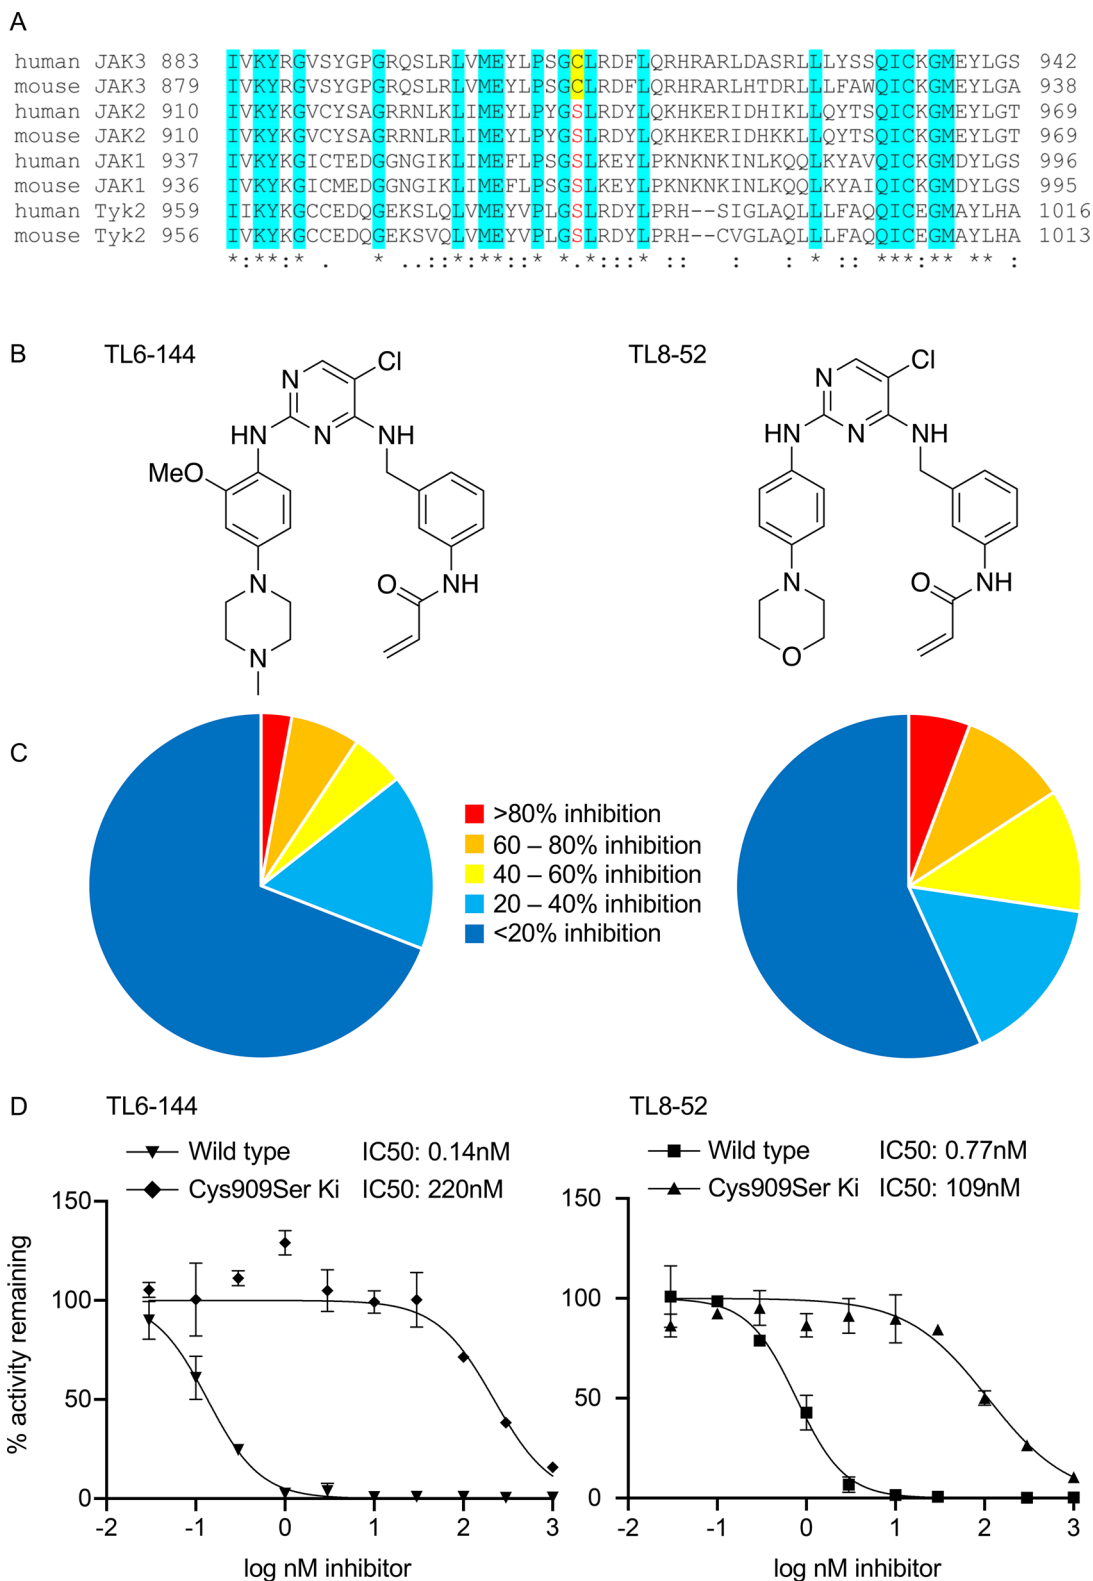 A
human JAK3 883 IVKYRGVSYGPGRQSLRLVMEYLPSGCLRDFLQRHRARLDASRLLLYSSQICKGMEYLGS 942
mouse JAK3 879 IVKYRGVSYGPGRQSLRLVMEYLPSGCLRDFLQRHRARLHTDRLLLFAWQICKGMEYLGA 938
human JAK2 910 IVKYKGVCYSAGRRNLKLIMEYLPYGSLRDYLQKHKERIDHIKLLQYTSQICKGMEYLGT 969
mouse JAK2 910 IVKYKGVCYSAGRRNLRLIMEYLPYGSLRDYLQKHKERIDHKKLLQYTSQICKGMEYLGT 969
human JAK1 937 IVKYKGICTEDGGNGIKLIMEFLPSGSLKEYLPKNKNKINLKQQLKYAVQICKGMDYLGS 996
mouse JAK1 936 IVKYKGICMEDGGNGIKLIMEFLPSGSLKEYLPKNKNKINLKQQLKYAIQICKGMDYLGS 995
human Tyk2 959 IIKYKGCCEDQGEKSLQLVMEYVPLGSLRDYLPRH--SIGLAQLLLFAQQICEGMAYLHA 1016
mouse Tyk2 956 IVKYKGCCEDAGEKSVQLVMEYVPLGSLRDYLPRH--CVGLAQLLLFAQQICEGMAYLHA 1013
*:**:* . * ..::*:**::* *.*:::* :: : : * :: ***:** ** :
B TL6-144 TL8-52
N Cl N Cl
HN N NH HN N NH
MeO
N O NH N O NH
N O
C
>80% inhibition
60 – 80% inhibition
40 – 60% inhibition
20 – 40% inhibition
<20% inhibition
D TL6-144 TL8-52
Wild type IC50: 0.14nM Wild type IC50: 0.77nM
Cys909Ser Ki IC50: 220nM Cys909Ser Ki IC50: 109nM
% activity remaining
150 150
100 100
50 50
0 0
-2 -1 0 1 2 3 -2 -1 0 1 2 3
log nM inhibitor log nM inhibitor